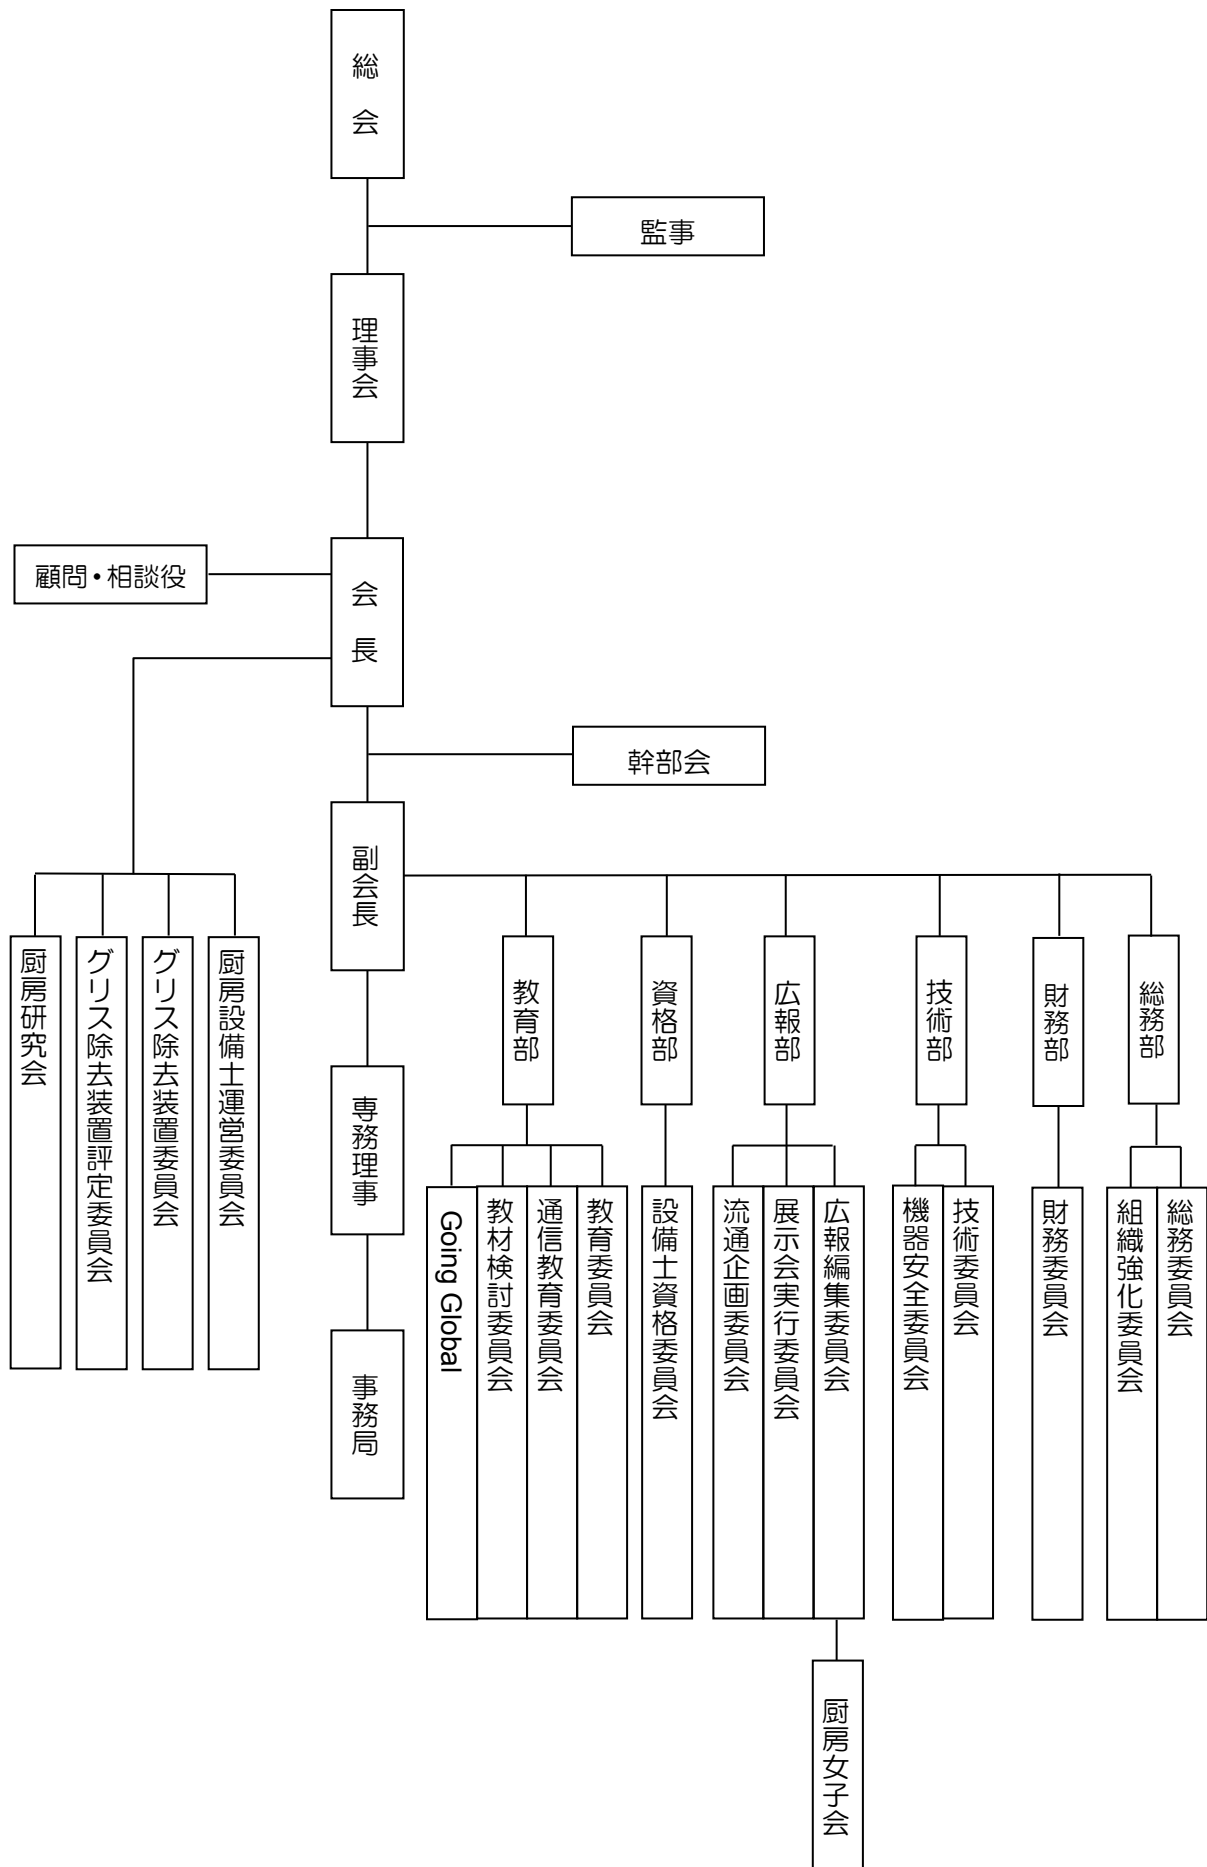 総会
監事
理事会
顧問・相談役
会長
幹部会
副会長
専務理事
事務局
総務部
財務部
技術部
広報部
資格部
教育部
総務委員会
組織強化委員会
財務委員会
技術委員会
機器安全委員会
広報編集委員会
展示会実行委員会
流通企画委員会
設備士資格委員会
教育委員会
通信教育委員会
教材検討委員会
Going Global
厨房設備士運営委員会
グリス除去装置委員会
グリス除去装置評定委員会
厨房研究会
厨房女子会